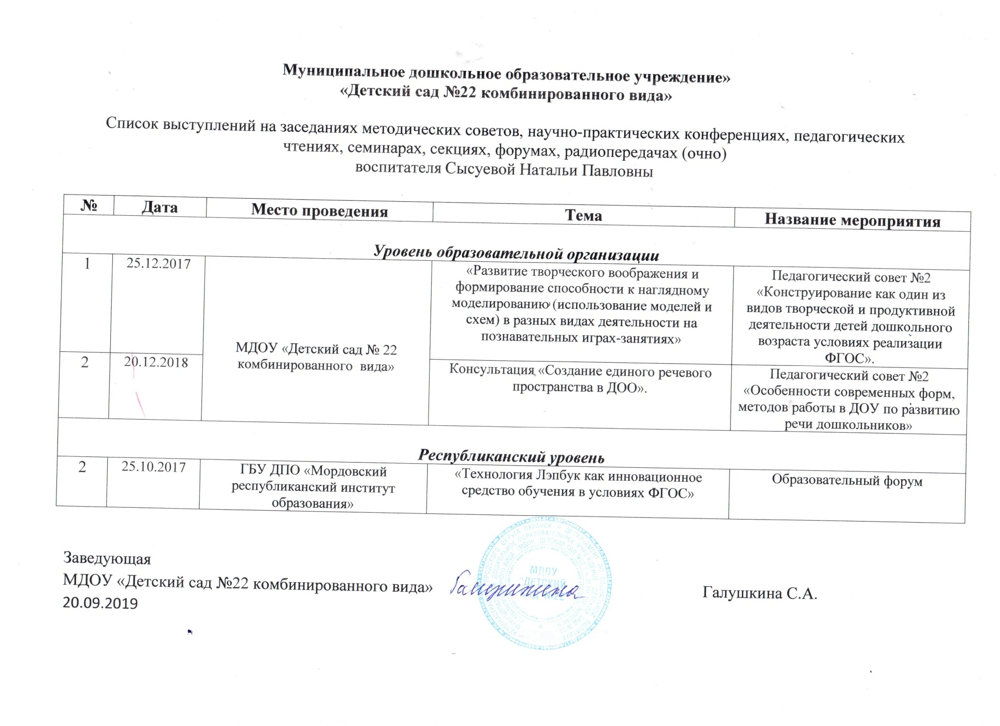 Муниципальное дошкольное образовательное учреждение»
«Детский сад №22 комбинированного вида»
Список выступлений на заседаниях методических советов, научно-практических конференциях, педагогических
чтениях, семинарах, секциях, форумах, радиопередачах (очно)
воспитателя Сысуевой Натальи Павловны
№ Дата Место проведения Тема Название мероприятия
Уровень образовательной организации
1 25.12.2017
МДОУ «Детский сад № 22
комбинированного вида»
«Развитие творческого воображения и
формирование способности к наглядному
моделированию (использование моделей и
схем) в разных видах деятельности на
познавательных играх-занятиях»
Педагогический совет №2
«Конструирование как один из
видов творческой и продуктивной
деятельности детей дошкольного
возраста условиях реализации
ФГОС».
2 20.12.2018
Консультация «Создание единого речевого
пространства в ДОО».
Педагогический совет №2
«Особенности современных форм,
методов работы в ДОУ по развитию
речи дошкольников»
Республиканский уровень
2 25.10.2017
ГБУ ДПО «Мордовский
республиканский институт
образования»
«Технология Лэпбук как инновационное
средство обучения в условиях ФГОС»
Образовательный форум
Заведующая
МДОУ «Детский сад №22 комбинированного вида»
Галушкина С.А.
20.09.2019
МДОУ
"ДЕТСКИЙ